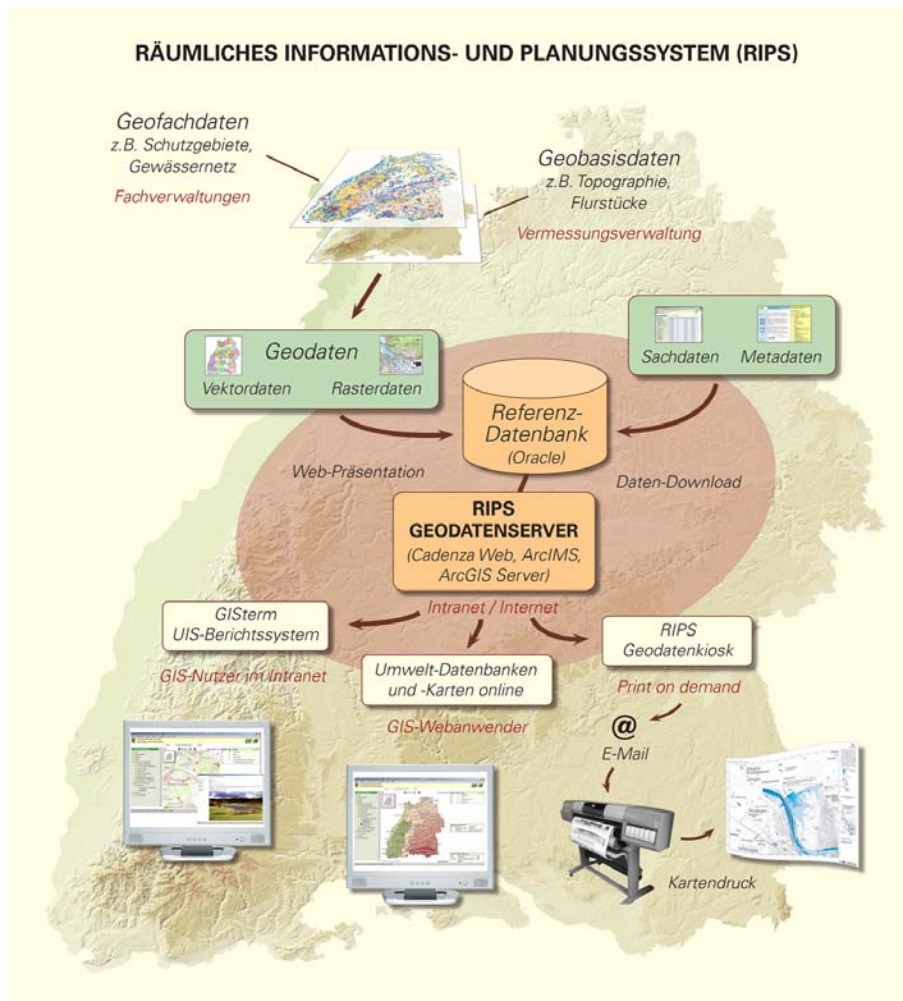 RÄUMLICHES INFORMATIONS- UND PLANUNGSSYSTEM (RIPS)
Geofachdaten
z.B. Schutzgebiete,
Gewässernetz
Fachverwaltungen
Geobasisdaten
z.B. Topographie,
Flurstücke
Vermessungsverwaltung
Geodaten
Vektordaten
Rasterdaten
Sachdaten
Metadaten
Referenz-
Datenbank
(Oracle)
Web-Präsentation
Daten-Download
RIPS
GEODATENSERVER
(Cadenza Web, ArcIMS,
ArcGIS Server)
Intranet / Internet
GISterm
UIS-Berichtssystem
GIS-Nutzer im Intranet
Umwelt-Datenbanken
und -Karten online
GIS-Webanwender
RIPS
Geodatenkiosk
Print on demand
@
E-Mail
Kartendruck